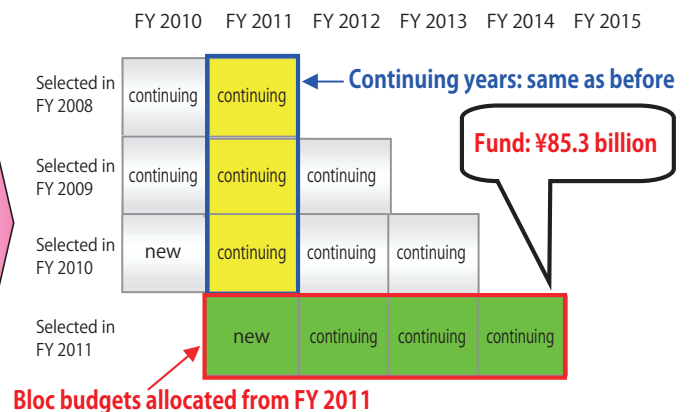 FY 2010 FY 2011 FY 2012 FY 2013 FY 2014 FY 2015
Selected in
FY 2008
continuing continuing
Continuing years: same as before
Fund: ¥85.3 billion
Selected in
FY 2009
continuing continuing continuing
Selected in
FY 2010
new continuing continuing continuing
Selected in
FY 2011
new continuing continuing continuing
Bloc budgets allocated from FY 2011